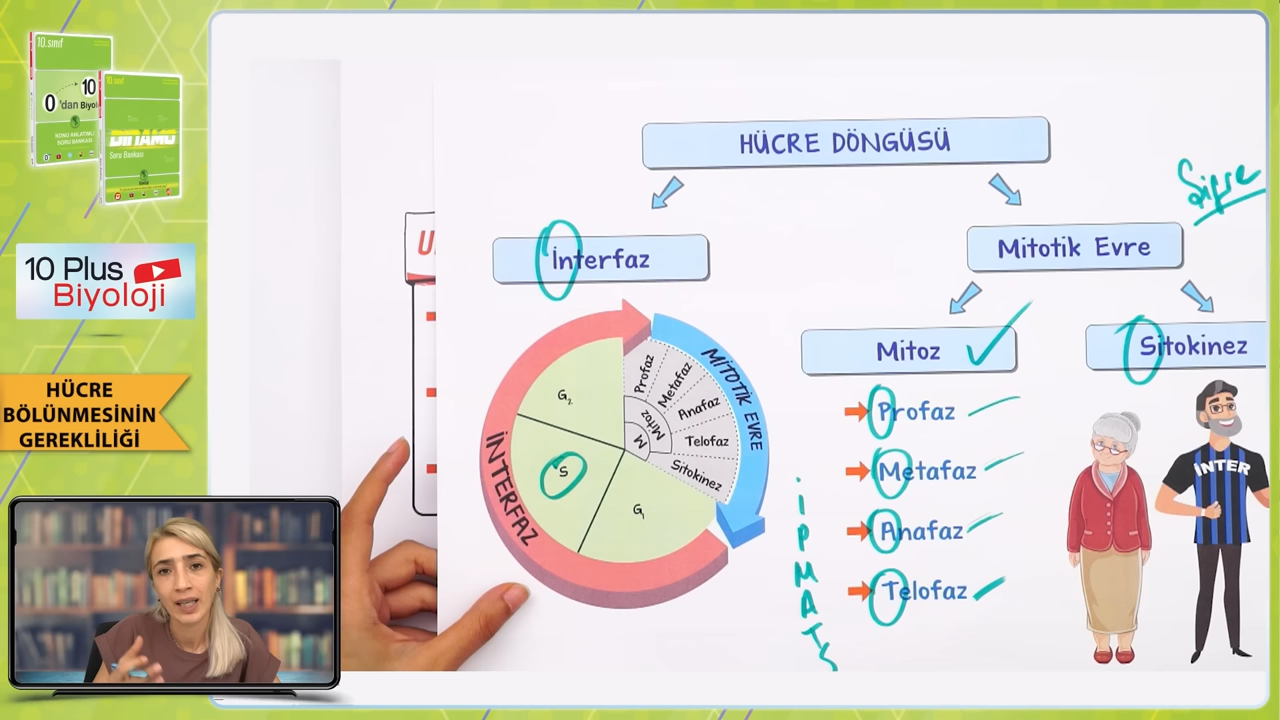 10.sınıf
0
10
'dan Biyoloji
KONU ANLATIMLI
SORU BANKASI
10.sınıf
DİNAMO
Soru Bankası
10 Plus
Biyoloji
HÜCRE
BÖLÜNMESİNİN
GEREKLİLİĞİ
HÜCRE DÖNGÜSÜ
Şifre
İnterfaz
Mitotik Evre
Mitoz
Sitokinez
Profaz
Metafaz
Anafaz
Telofaz
İNTERFAZ
MİTOTİK EVRE
G₂
S
G₁
M
Mitoz
Profaz
Metafaz
Anafaz
Telofaz
Sitokinez
İ
P
M
A
T
S
İNTER